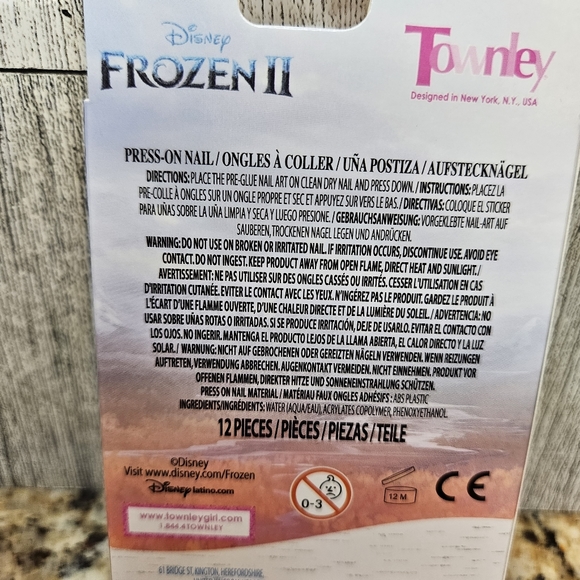 Disney
FROZEN II
Townley
Designed in New York, N.Y., USA
PRESS-ON NAIL / ONGLES À COLLER / UÑA POSTIZA / AUFSTECKNÄGEL
DIRECTIONS: PLACE THE PRE-GLUE NAIL ART ON CLEAN DRY NAIL AND PRESS DOWN. / INSTRUCTIONS: PLACEZ LA
PRE-COLLE À ONGLES SUR UN ONGLE PROPRE ET SEC ET APPUYEZ SUR VERS LE BAS. / DIRECTIVAS: COLOQUE EL STICKER
PARA UÑAS SOBRE LA UÑA LIMPIA Y SECA Y LUEGO PRESIONE. / GEBRAUCHSANWEISUNG: VORGEKLEBTE NAIL-ART AUF
SAUBEREN, TROCKENEN NAGEL LEGEN UND ANDRÜCKEN.
WARNING: DO NOT USE ON BROKEN OR IRRITATED NAIL. IF IRRITATION OCCURS, DISCONTINUE USE. AVOID EYE
CONTACT. DO NOT INGEST. KEEP PRODUCT AWAY FROM OPEN FLAME, DIRECT HEAT AND SUNLIGHT. /
AVERTISSEMENT: NE PAS UTILISER SUR DES ONGLES CASSÉS OU IRRITÉS. CESSER L'UTILISATION EN CAS
D'IRRITATION CUTANÉE. EVITER LE CONTACT AVEC LES YEUX. N'INGÉREZ PAS LE PRODUIT. GARDEZ LE PRODUIT À
L'ÉCART D'UNE FLAMME OUVERTE, D'UNE CHALEUR DIRECTE ET DE LA LUMIÈRE DU SOLEIL. / ADVERTENCIA: NO
USAR SOBRE UÑAS ROTAS O IRRITADAS. SI SE PRODUCE IRRITACIÓN, DEJE DE USARLO. EVITAR EL CONTACTO CON
LOS OJOS. NO INGERIR. MANTENGA EL PRODUCTO LEJOS DE LA LLAMA ABIERTA, EL CALOR DIRECTO Y LA LUZ
SOLAR. / WARNUNG: NICHT AUF GEBROCHENEN ODER GEREIZTEN NÄGELN VERWENDEN. WENN REIZUNGEN
AUFTRETEN, VERWENDUNG ABBRECHEN. AUGENKONTAKT VERMEIDEN. NICHT EINNEHMEN. PRODUKT VOR
OFFENEN FLAMMEN, DIREKTER HITZE UND SONNENEINSTRAHLUNG SCHÜTZEN.
PRESS ON NAIL MATERIAL / MATÉRIAU FAUX ONGLES ADHÉSIFS : ABS PLASTIC
INGREDIENTS/INGRÉDIENTS: WATER (AQUA/EAU), ACRYLATES COPOLYMER, PHENOXYETHANOL.
12 PIECES / PIÈCES / PIEZAS / TEILE
©Disney
Visit www.disney.com/Frozen
Disney latino.com
0-3
12 M
CE
www.townleygirl.com
1.844.4TOWNLEY
61 BRIDGE ST, KINGTON, HEREFORDSHIRE,